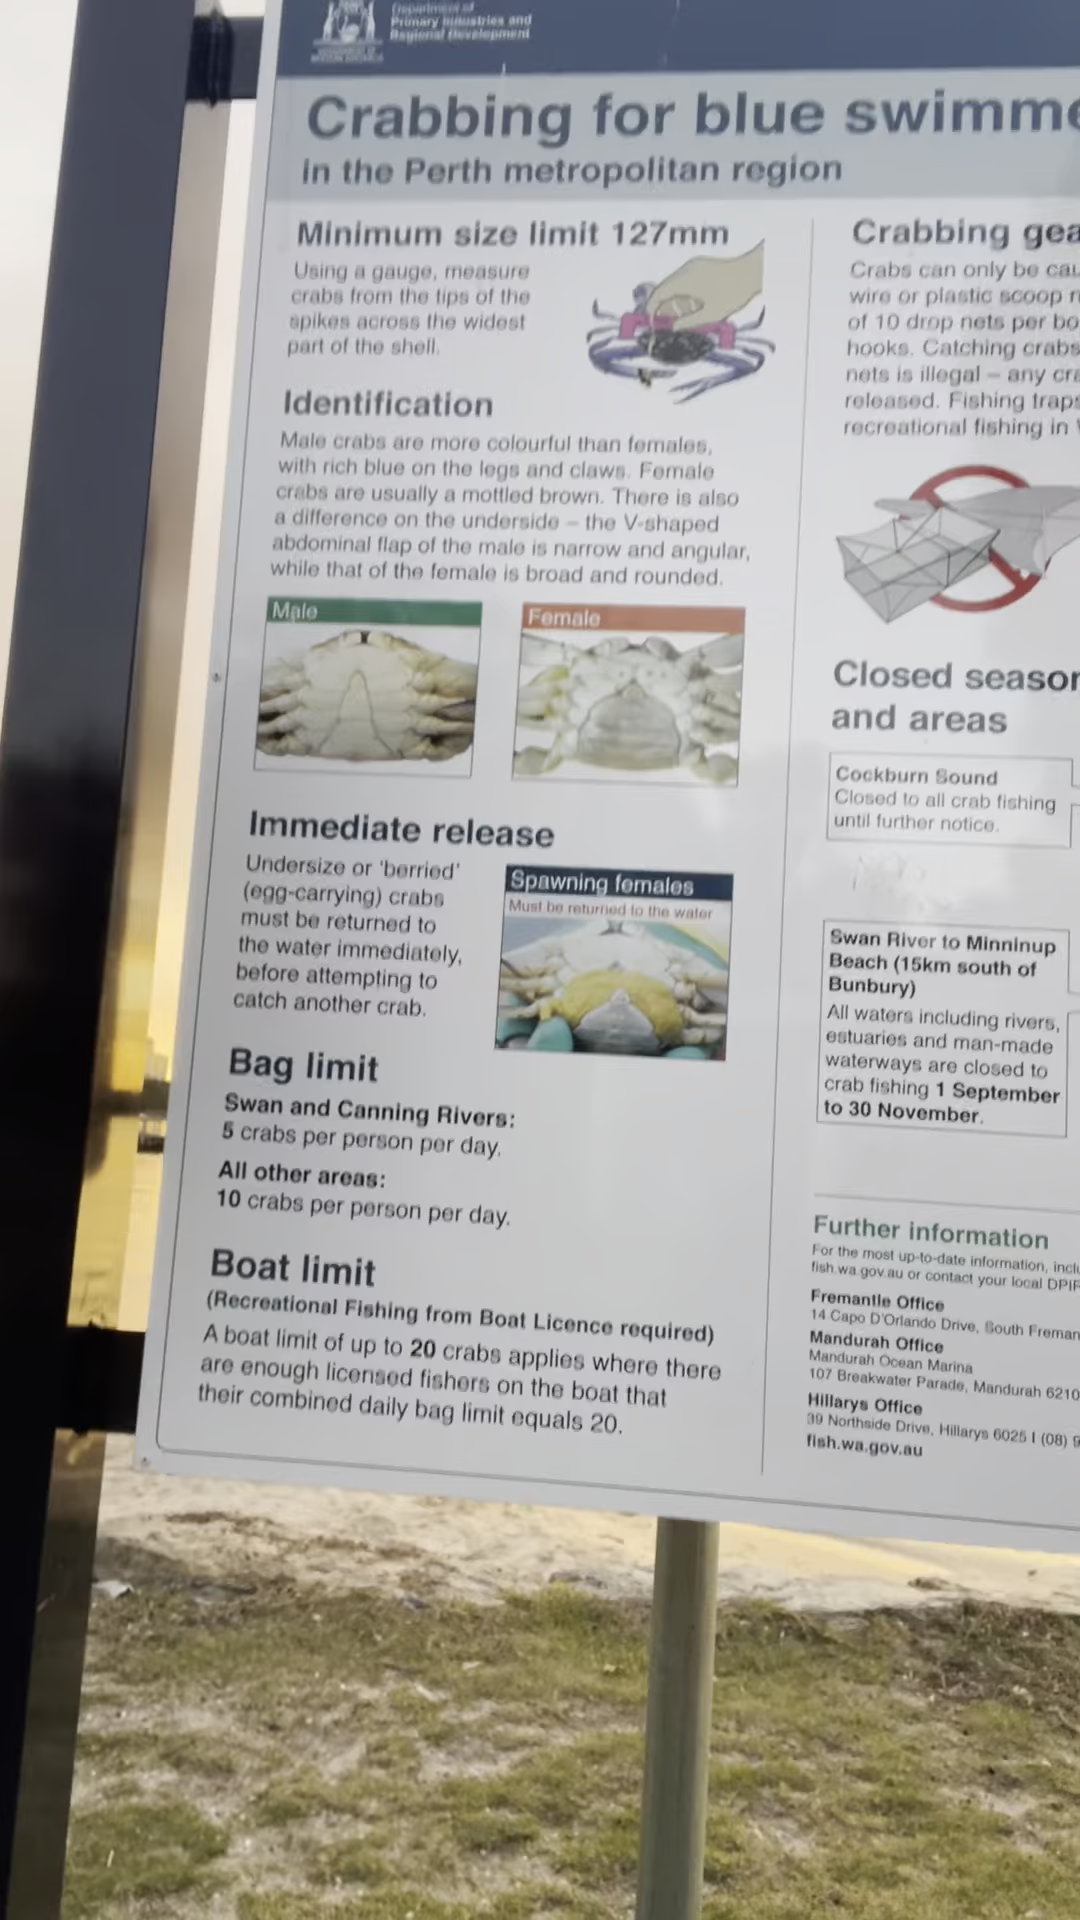 Department of
Primary Industries and
Regional Development
GOVERNMENT OF
WESTERN AUSTRALIA
Crabbing for blue swimme
in the Perth metropolitan region
Minimum size limit 127mm
Using a gauge, measure
crabs from the tips of the
spikes across the widest
part of the shell.
Identification
Male crabs are more colourful than females,
with rich blue on the legs and claws. Female
crabs are usually a mottled brown. There is also
a difference on the underside – the V-shaped
abdominal flap of the male is narrow and angular,
while that of the female is broad and rounded.
Male
Female
Immediate release
Undersize or 'berried'
(egg-carrying) crabs
must be returned to
the water immediately,
before attempting to
catch another crab.
Spawning females
Must be returned to the water
Bag limit
Swan and Canning Rivers:
5 crabs per person per day.
All other areas:
10 crabs per person per day.
Boat limit
(Recreational Fishing from Boat Licence required)
A boat limit of up to 20 crabs applies where there
are enough licensed fishers on the boat that
their combined daily bag limit equals 20.
Crabbing gea
Crabs can only be cau
wire or plastic scoop n
of 10 drop nets per bo
hooks. Catching crabs
nets is illegal – any cra
released. Fishing traps
recreational fishing in
Closed season
and areas
Cockburn Sound
Closed to all crab fishing
until further notice.
Swan River to Minninup
Beach (15km south of
Bunbury)
All waters including rivers,
estuaries and man-made
waterways are closed to
crab fishing 1 September
to 30 November.
Further information
For the most up-to-date information, inclu
fish.wa.gov.au or contact your local DPIR
Fremantle Office
14 Capo D'Orlando Drive, South Freman
Mandurah Office
Mandurah Ocean Marina
107 Breakwater Parade, Mandurah 6210
Hillarys Office
39 Northside Drive, Hillarys 6025 I (08) 9
fish.wa.gov.au